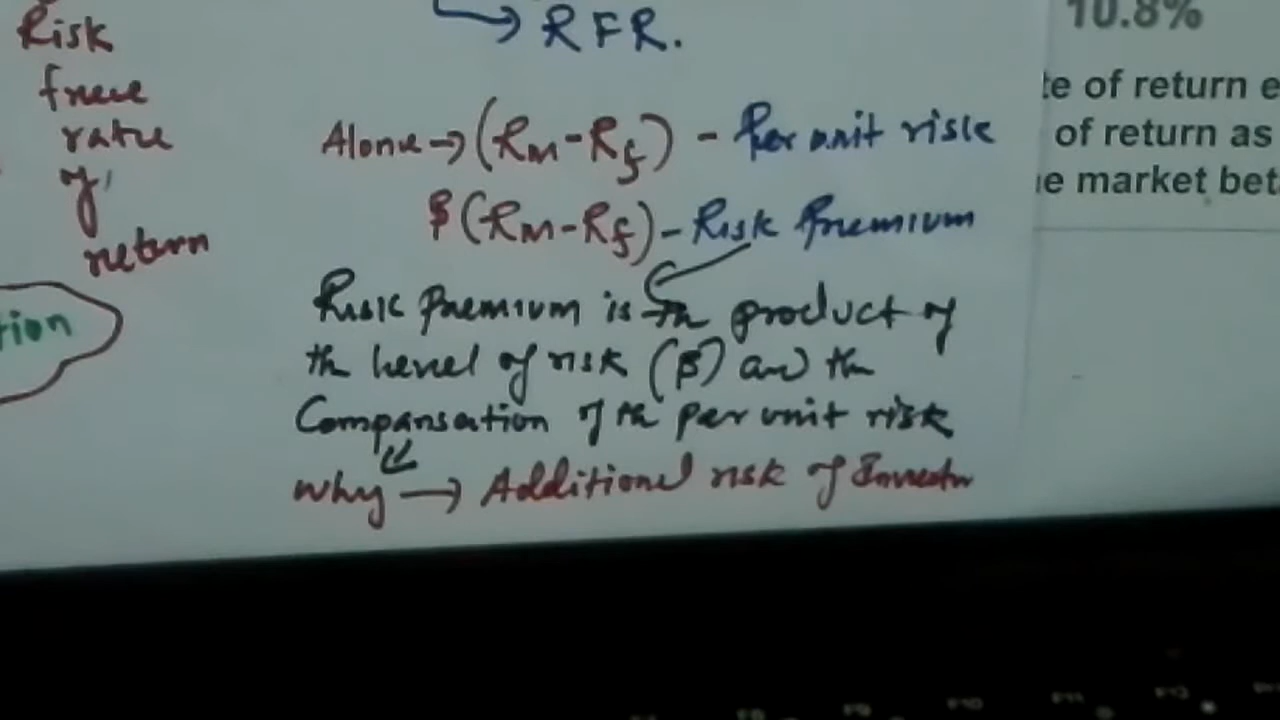 Risk
free
rate
of
return
→ RFR.
Alone → (Rm - Rf) - Per unit risk
β(Rm - Rf) - Risk Premium
Risk Premium is the product of
the level of risk (β) and the
Compansation of the per unit risk
Why → Additional risk of Investor
tion
10.8%
te of return e
of return as
e market bet